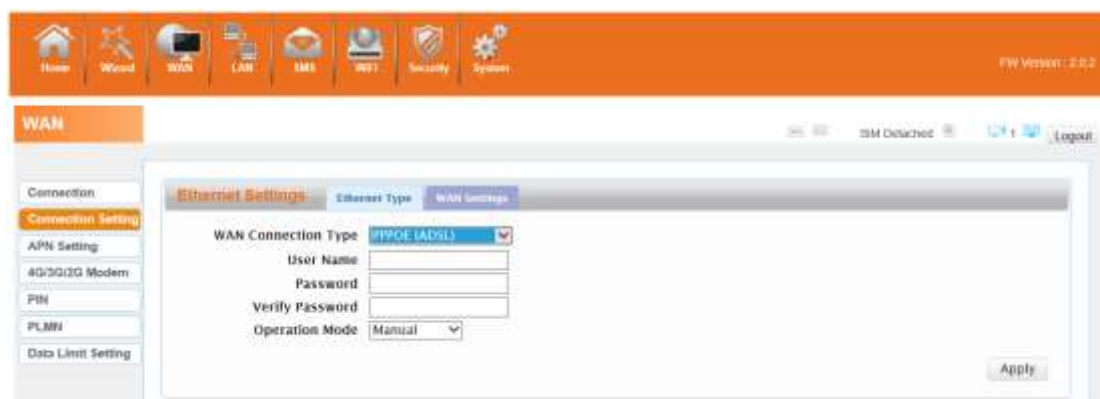 Home Wizard WAN LAN SMS WIFI Security System
FW Version : 2.0.2
WAN
ISM Detached 1 Logout
Connection
Connection Setting
APN Setting
4G/3G/2G Modem
PIN
PLMN
Data Limit Setting
Ethernet Settings Ethernet Type WAN Settings
WAN Connection Type PPPOE (ADSL)
User Name
Password
Verify Password
Operation Mode Manual
Apply